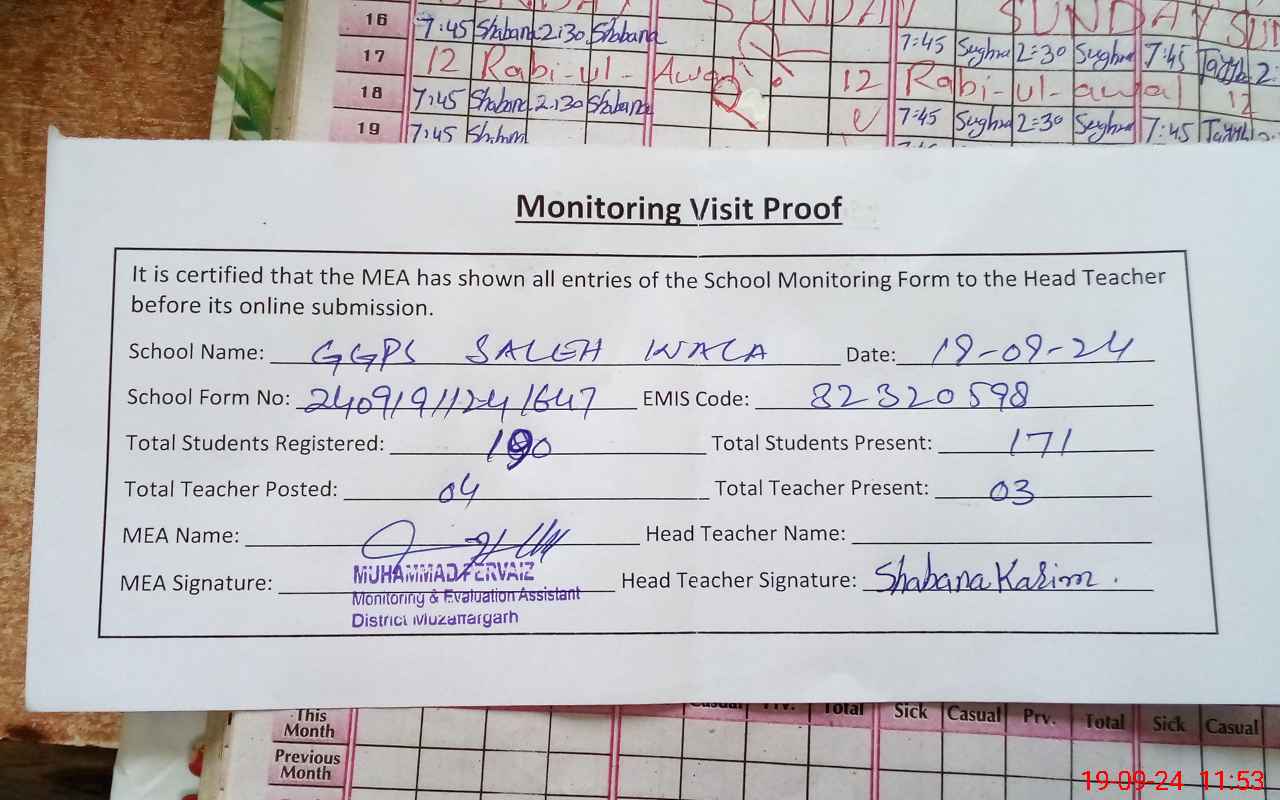 SUNDAY SUNDAY SUN
16 7:45 Shabana 2:30 Shabana 7:45 Sughra 2=30 Sughra 7:45 2:
17 12 Rabi-ul-Awal 12 Rabi-ul-awal 12
18 7:45 Shabana 2:30 Shabana 7:45 Sughra 2=30 Sughra 7:45
19 7:45 Shabana
Monitoring Visit Proof
It is certified that the MEA has shown all entries of the School Monitoring Form to the Head Teacher
before its online submission.
School Name: GGPS SALEH WALA Date: 19-09-24
School Form No: 24091911241647 EMIS Code: 82320598
Total Students Registered: 190 Total Students Present: 171
Total Teacher Posted: 04 Total Teacher Present: 03
MEA Name: Head Teacher Name:
MEA Signature: Head Teacher Signature: Shabana Karim.
MUHAMMAD PERVAIZ
Monitoring & Evaluation Assistant
District Muzaffargarh
This Month Casual Prv. Total Sick Casual Prv. Total Sick Casual
Previous Month
19-09-24 11:53